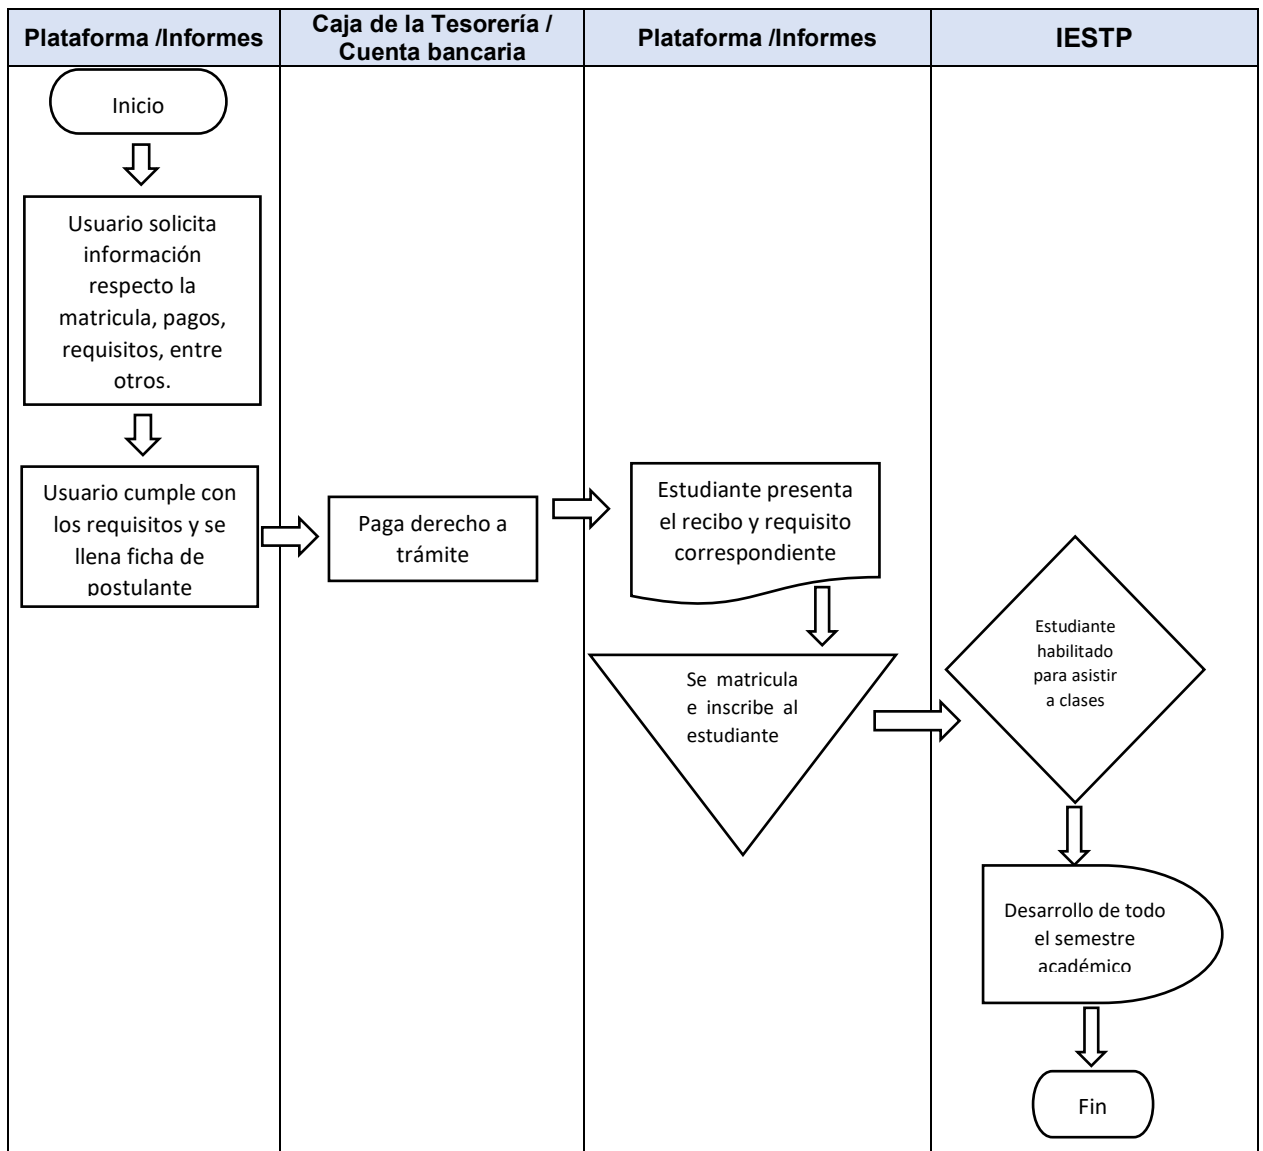 Plataforma /Informes
Caja de la Tesorería /
Cuenta bancaria
Plataforma /Informes
IESTP
Inicio
Usuario solicita
información
respecto la
matricula, pagos,
requisitos, entre
otros.
Usuario cumple con
los requisitos y se
llena ficha de
postulante
Paga derecho a
trámite
Estudiante presenta
el recibo y requisito
correspondiente
Se matricula
e inscribe al
estudiante
Estudiante
habilitado
para asistir
a clases
Desarrollo de todo
el semestre
académico
Fin